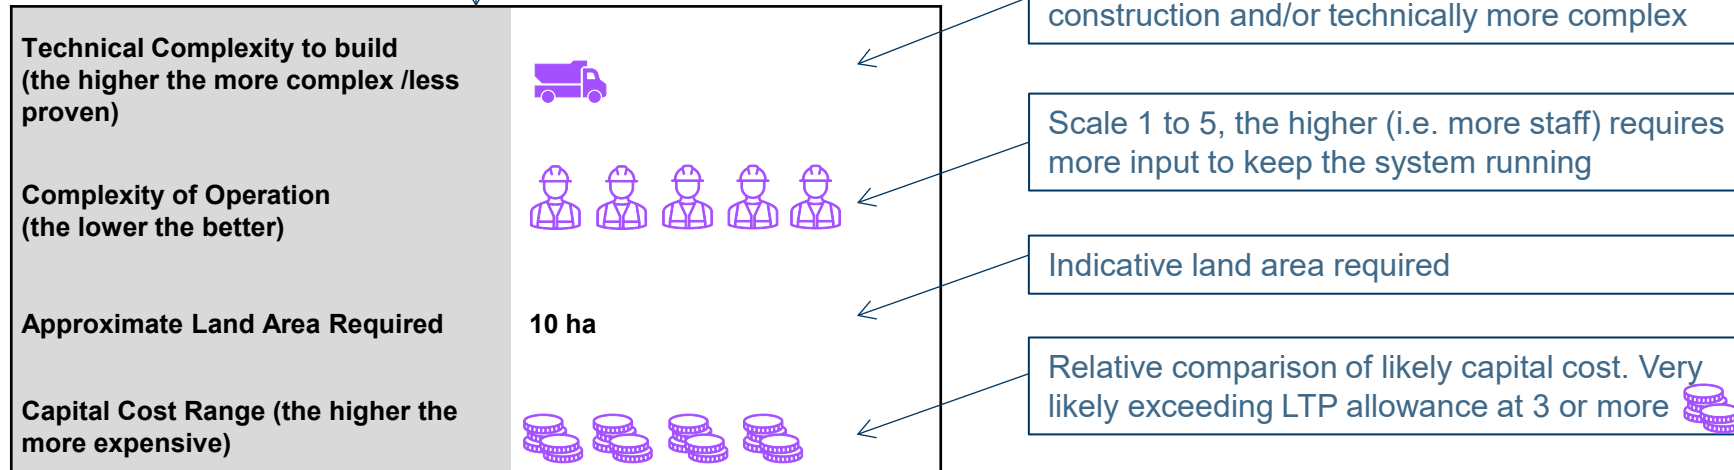 construction and/or technically more complex
Technical Complexity to build
(the higher the more complex /less
proven)
Scale 1 to 5, the higher (i.e. more staff) requires
more input to keep the system running
Complexity of Operation
(the lower the better)
Indicative land area required
Approximate Land Area Required
10 ha
Relative comparison of likely capital cost. Very
likely exceeding LTP allowance at 3 or more
Capital Cost Range (the higher the
more expensive)